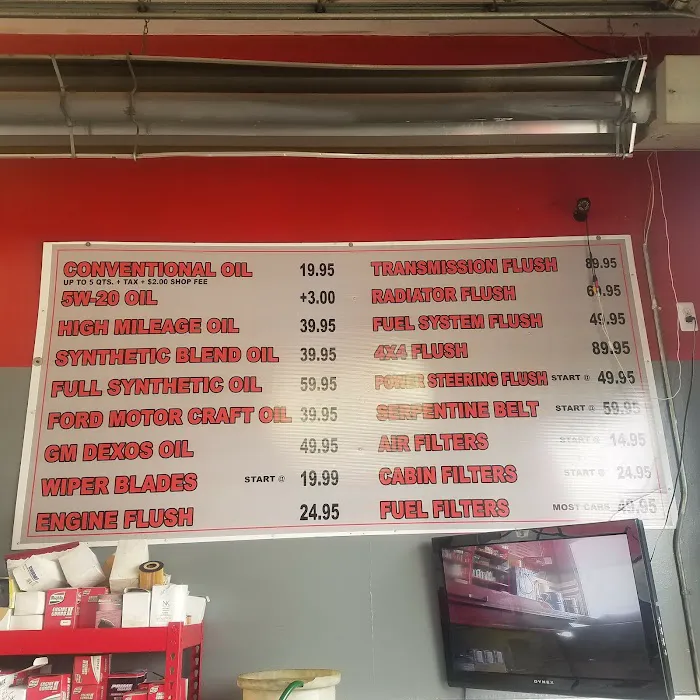 CONVENTIONAL OIL 19.95
UP TO 5 QTS. + TAX + $2.00 SHOP FEE
5W-20 OIL +3.00
HIGH MILEAGE OIL 39.95
SYNTHETIC BLEND OIL 39.95
FULL SYNTHETIC OIL 59.95
FORD MOTOR CRAFT OIL 39.95
GM DEXOS OIL 49.95
WIPER BLADES START @ 19.99
ENGINE FLUSH 24.95
TRANSMISSION FLUSH 89.95
RADIATOR FLUSH
FUEL SYSTEM FLUSH 49.95
4X4 FLUSH 89.95
POWER STEERING FLUSH START @ 49.95
SERPENTINE BELT START @ 59.95
AIR FILTERS START @ 14.95
CABIN FILTERS START @ 24.95
FUEL FILTERS MOST CARS
DYNEX